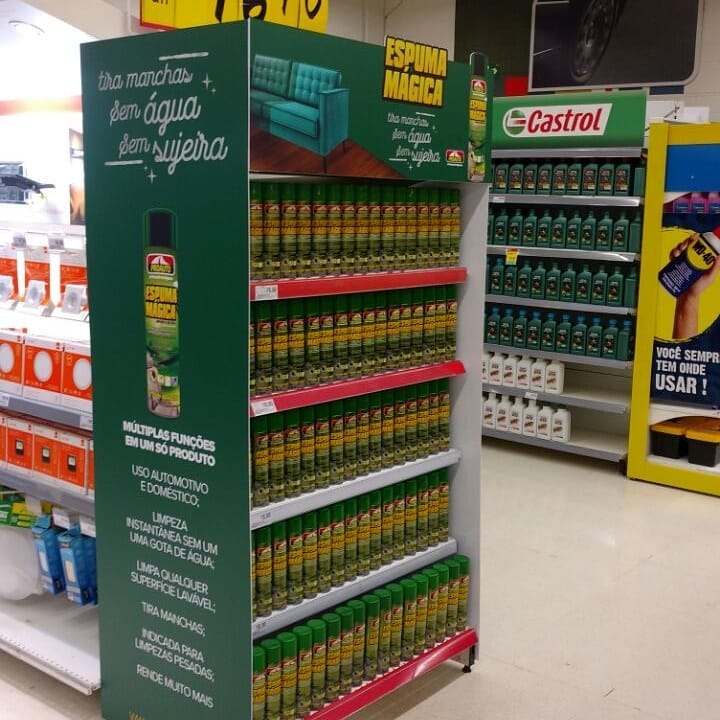 tira manchas
sem água
sem sujeira
PROAUTO
ESPUMA
MÁGICA
MÚLTIPLAS FUNÇÕES
EM UM SÓ PRODUTO
USO AUTOMOTIVO
E DOMÉSTICO;
LIMPEZA
INSTANTÂNEA SEM UM
UMA GOTA DE ÁGUA;
LIMPA QUALQUER
SUPERFÍCIE LAVÁVEL;
TIRA MANCHAS;
INDICADA PARA
LIMPEZAS PESADAS;
RENDE MUITO MAIS
ESPUMA
MÁGICA
tira manchas
sem água
sem sujeira
Castrol
WD-40
VOCÊ SEMPR
TEM ONDE
USAR !